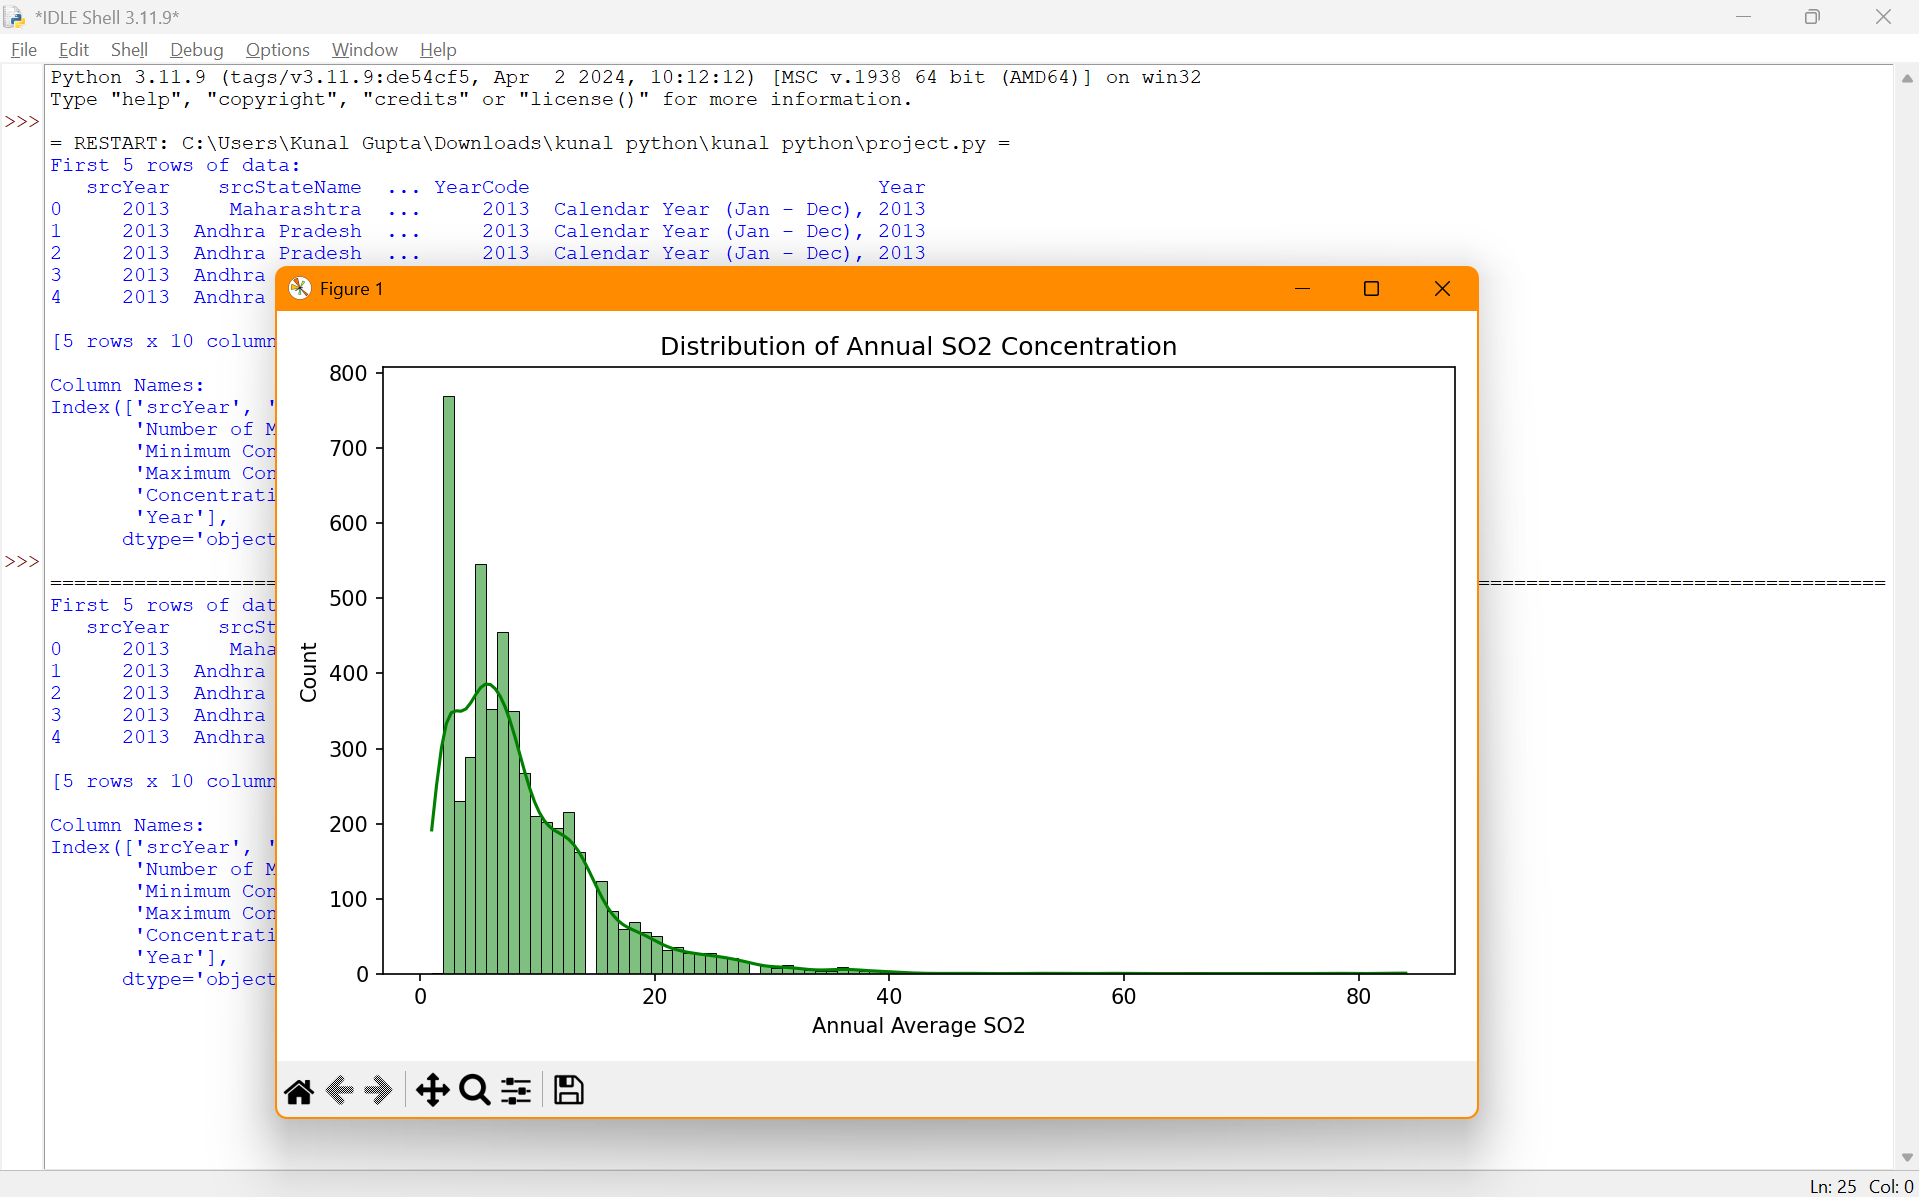 *IDLE Shell 3.11.9*
File Edit Shell Debug Options Window Help
Python 3.11.9 (tags/v3.11.9:de54cf5, Apr  2 2024, 10:12:12) [MSC v.1938 64 bit (AMD64)] on win32
Type "help", "copyright", "credits" or "license()" for more information.
>>>
= RESTART: C:\Users\Kunal Gupta\Downloads\kunal python\kunal python\project.py =
First 5 rows of data:
srcYear srcStateName ... YearCode Year
0 2013 Maharashtra ... 2013 Calendar Year (Jan - Dec), 2013
1 2013 Andhra Pradesh ... 2013 Calendar Year (Jan - Dec), 2013
2 2013 Andhra Pradesh ... 2013 Calendar Year (Jan - Dec), 2013
3 2013 Andhra
4 2013 Andhra
[5 rows x 10 column
Column Names:
Index(['srcYear', '
'Number of M
'Minimum Con
'Maximum Con
'Concentrati
'Year'],
dtype='object
>>>
First 5 rows of dat
srcYear srcSt
0 2013 Maha
1 2013 Andhra
2 2013 Andhra
3 2013 Andhra
4 2013 Andhra
[5 rows x 10 column
Column Names:
Index(['srcYear', '
'Number of M
'Minimum Con
'Maximum Con
'Concentrati
'Year'],
dtype='object
Figure 1
Distribution of Annual SO2 Concentration
800
700
600
500
400
300
200
100
0
Count
0 20 40 60 80
Annual Average SO2
Ln: 25 Col: 0